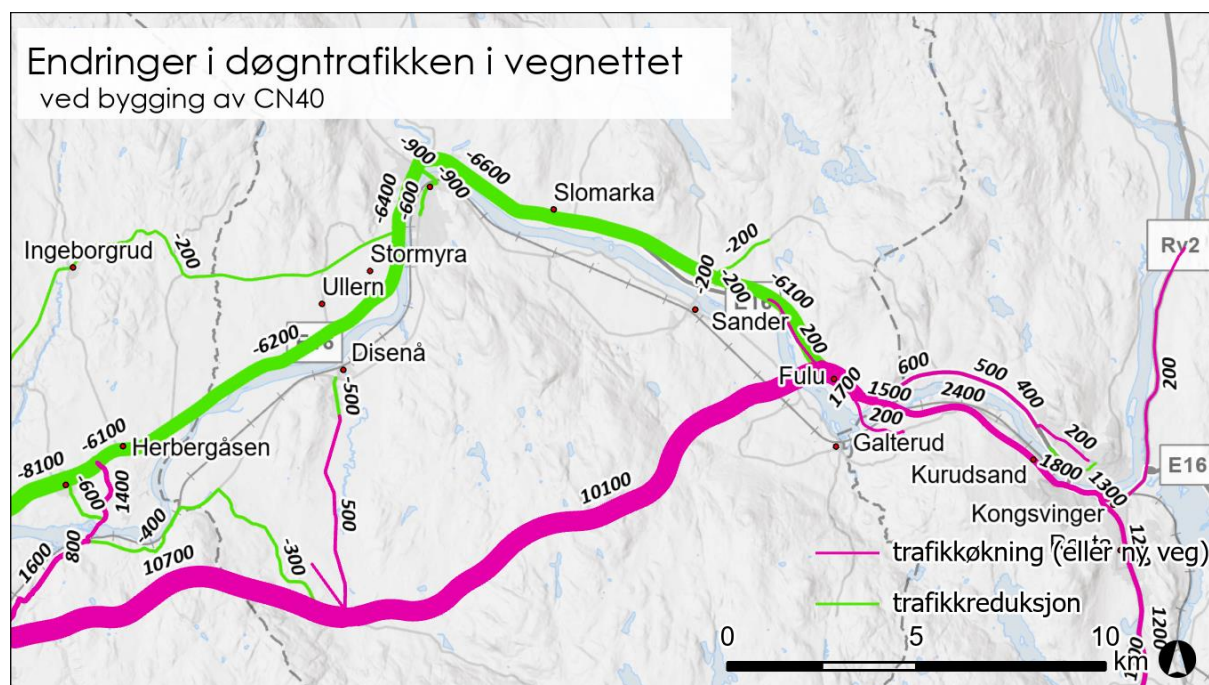 Endringer i døgntrafikken i vegnettet
ved bygging av CN40
-900
-900
-6600
-6400
-600
Slomarka
Ingeborgrud
-200
Stormyra
Ullern
-200
-200
-200
-6100
Rv2
-6200
Disenå
Sander
200
Fulu
1700
600
500
400
200
1500
2400
200
200
-500
Herbergåsen
-6100
-8100
-600
1400
Galterud
Kurudsand
1800
1300
E16
Kongsvinger
10100
500
-400
800
1600
10700
-300
trafikkøkning (eller ny veg)
trafikkreduksjon
1200
0
5
10
km